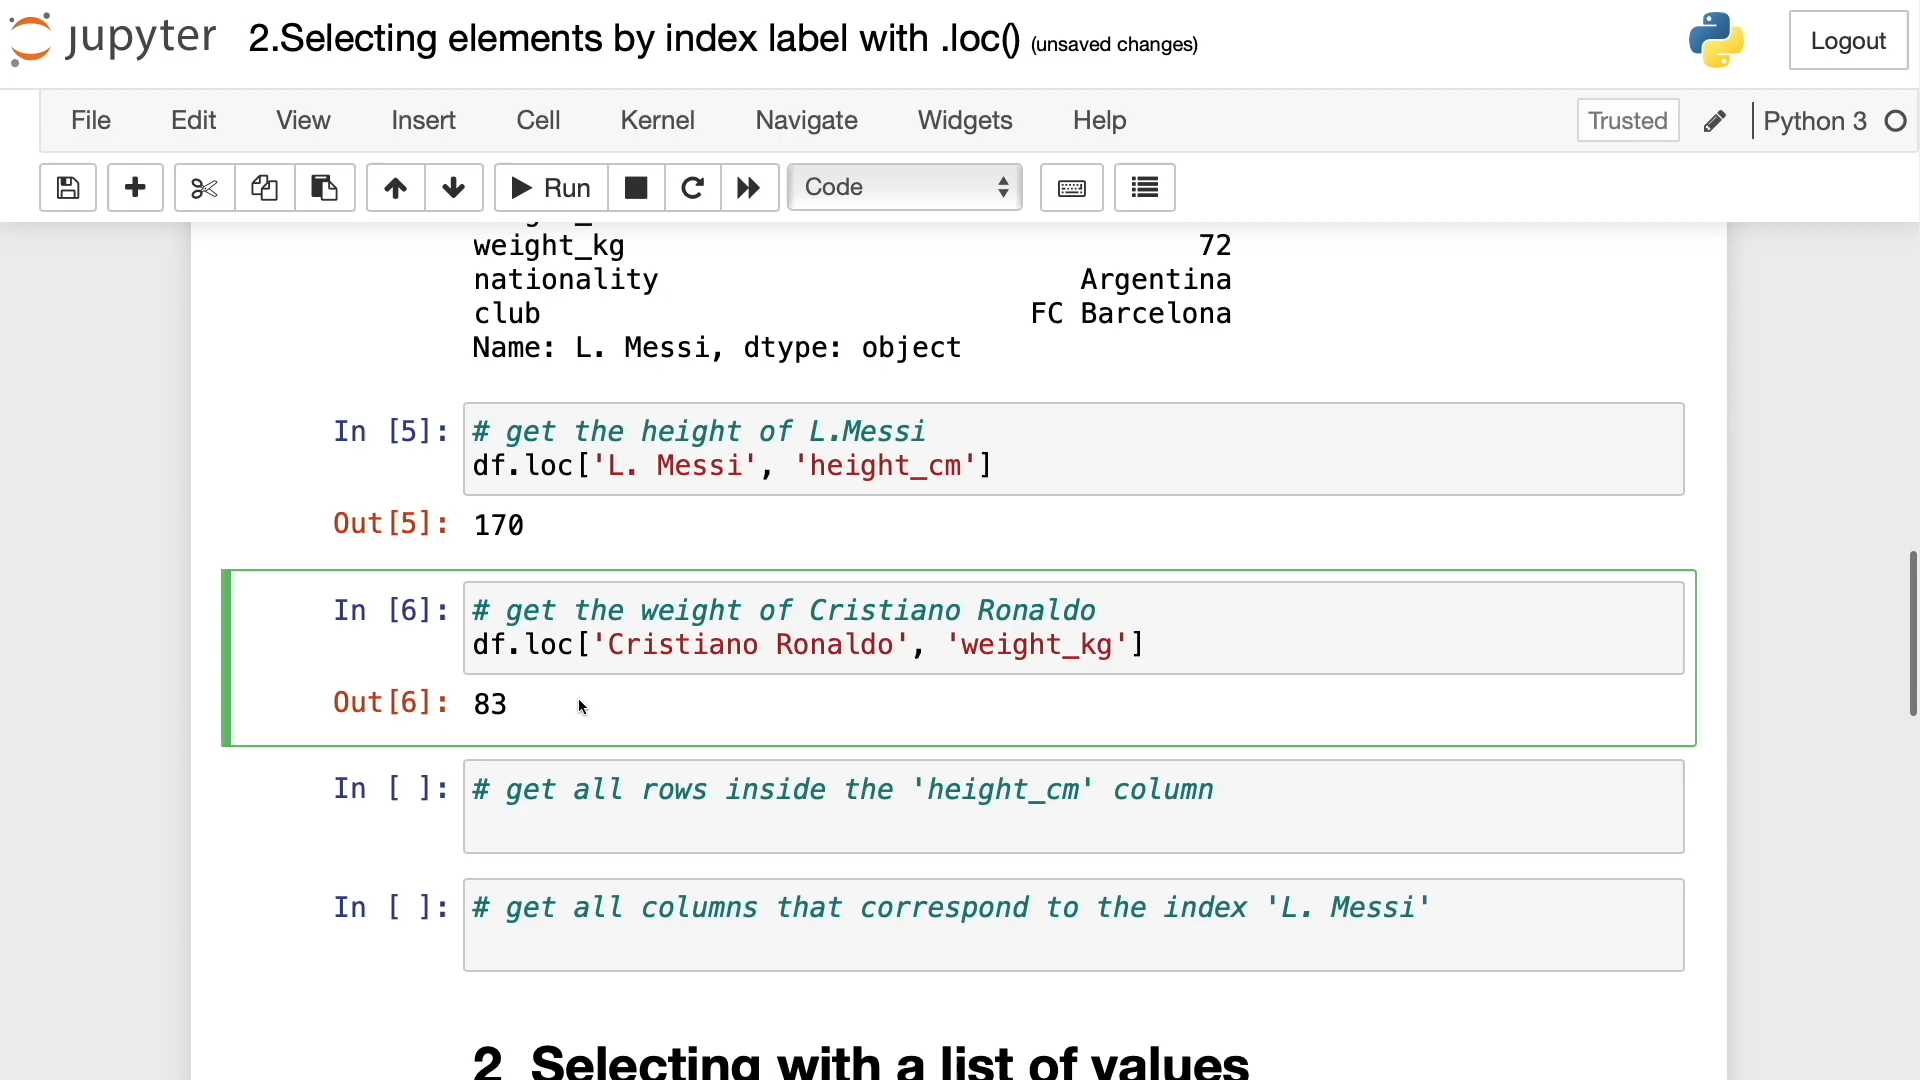 jupyter 2.Selecting elements by index label with .loc() (unsaved changes) Logout
File Edit View Insert Cell Kernel Navigate Widgets Help Trusted Python 3
Run Code
weight_kg 72
nationality Argentina
club FC Barcelona
Name: L. Messi, dtype: object
In [5]: # get the height of L.Messi
df.loc['L. Messi', 'height_cm']
Out[5]: 170
In [6]: # get the weight of Cristiano Ronaldo
df.loc['Cristiano Ronaldo', 'weight_kg']
Out[6]: 83
In [ ]: # get all rows inside the 'height_cm' column
In [ ]: # get all columns that correspond to the index 'L. Messi'
2 Selecting with a list of values